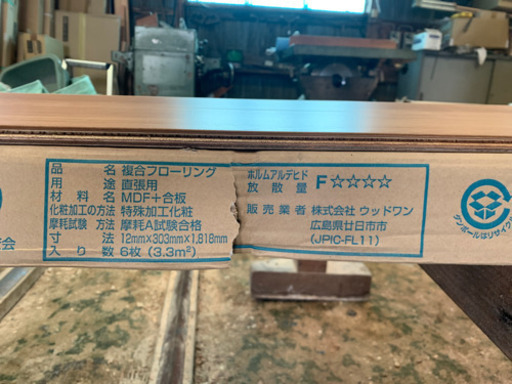 品名 複合フローリング
用途 直張用
材料名 MDF+合板
化粧加工の方法 特殊加工化粧
摩耗試験方法 摩耗A試験合格
寸法 12mm×303mm×1,818mm
入り数 6枚 (3.3m²)
ホルムアルデヒド
放散量 F☆☆☆☆
販売業者 株式会社 ウッドワン
広島県廿日市市
(JPIC-FL11)
ダンボールはリサイクル